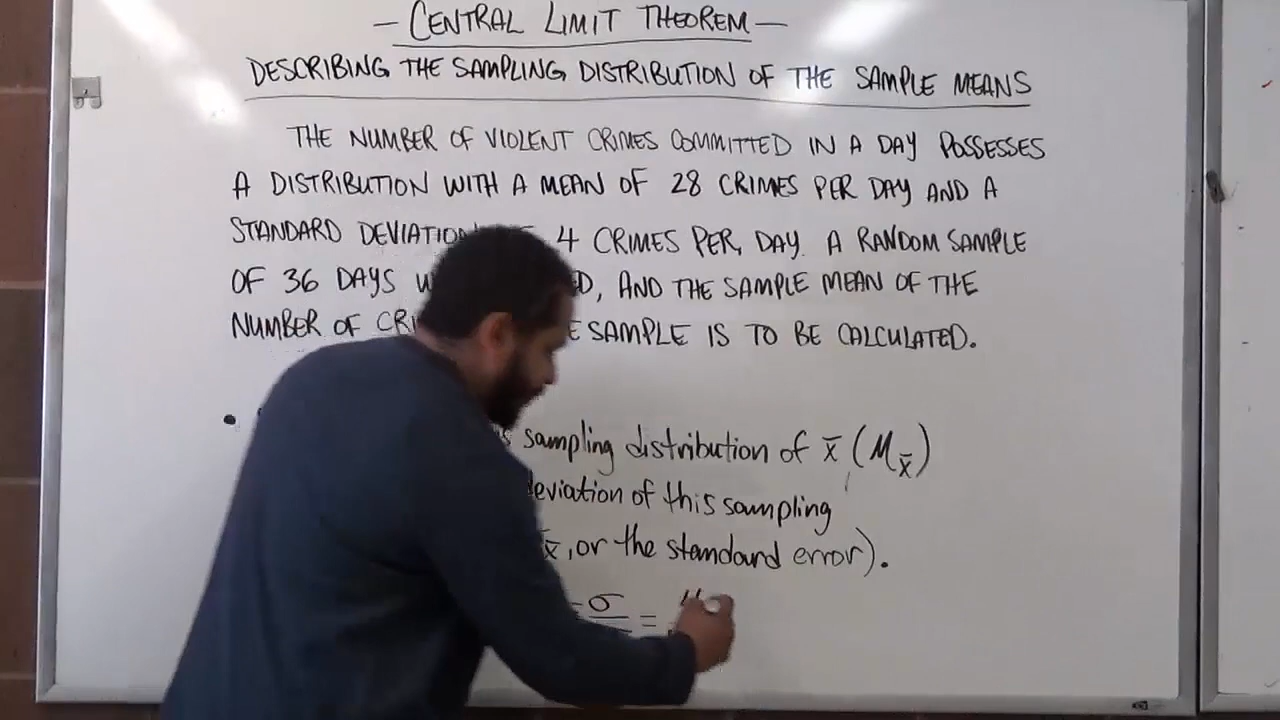 — CENTRAL LIMIT THEOREM —
DESCRIBING THE SAMPLING DISTRIBUTION OF THE SAMPLE MEANS
THE NUMBER OF VIOLENT CRIMES COMMITTED IN A DAY POSSESSES
A DISTRIBUTION WITH A MEAN OF 28 CRIMES PER DAY AND A
STANDARD DEVIATION 4 CRIMES PER DAY. A RANDOM SAMPLE
OF 36 DAYS , AND THE SAMPLE MEAN OF THE
NUMBER OF SAMPLE IS TO BE CALCULATED.
sampling distribution of x̄ (M x̄)
deviation of this sampling
x̄, or the standard error).
σ =